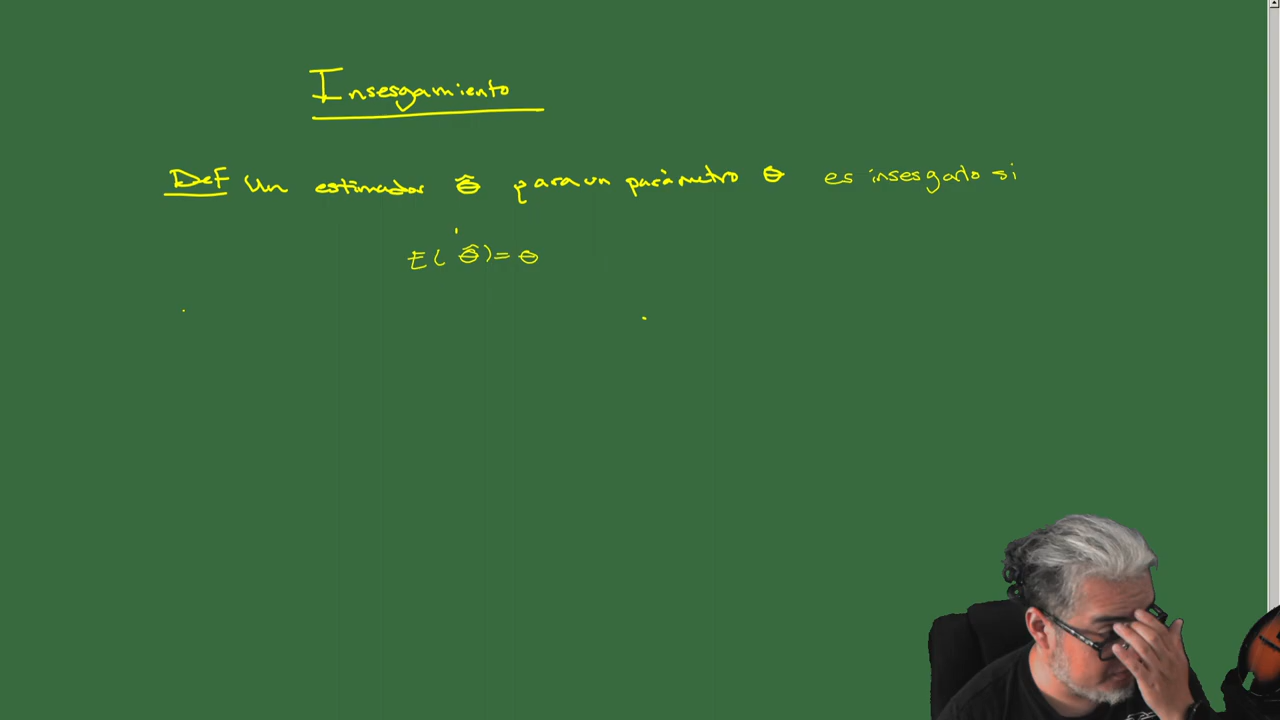 Insesgamiento
Def Un estimador θ̂ para un parámetro θ es insesgado si
E(θ̂) = θ